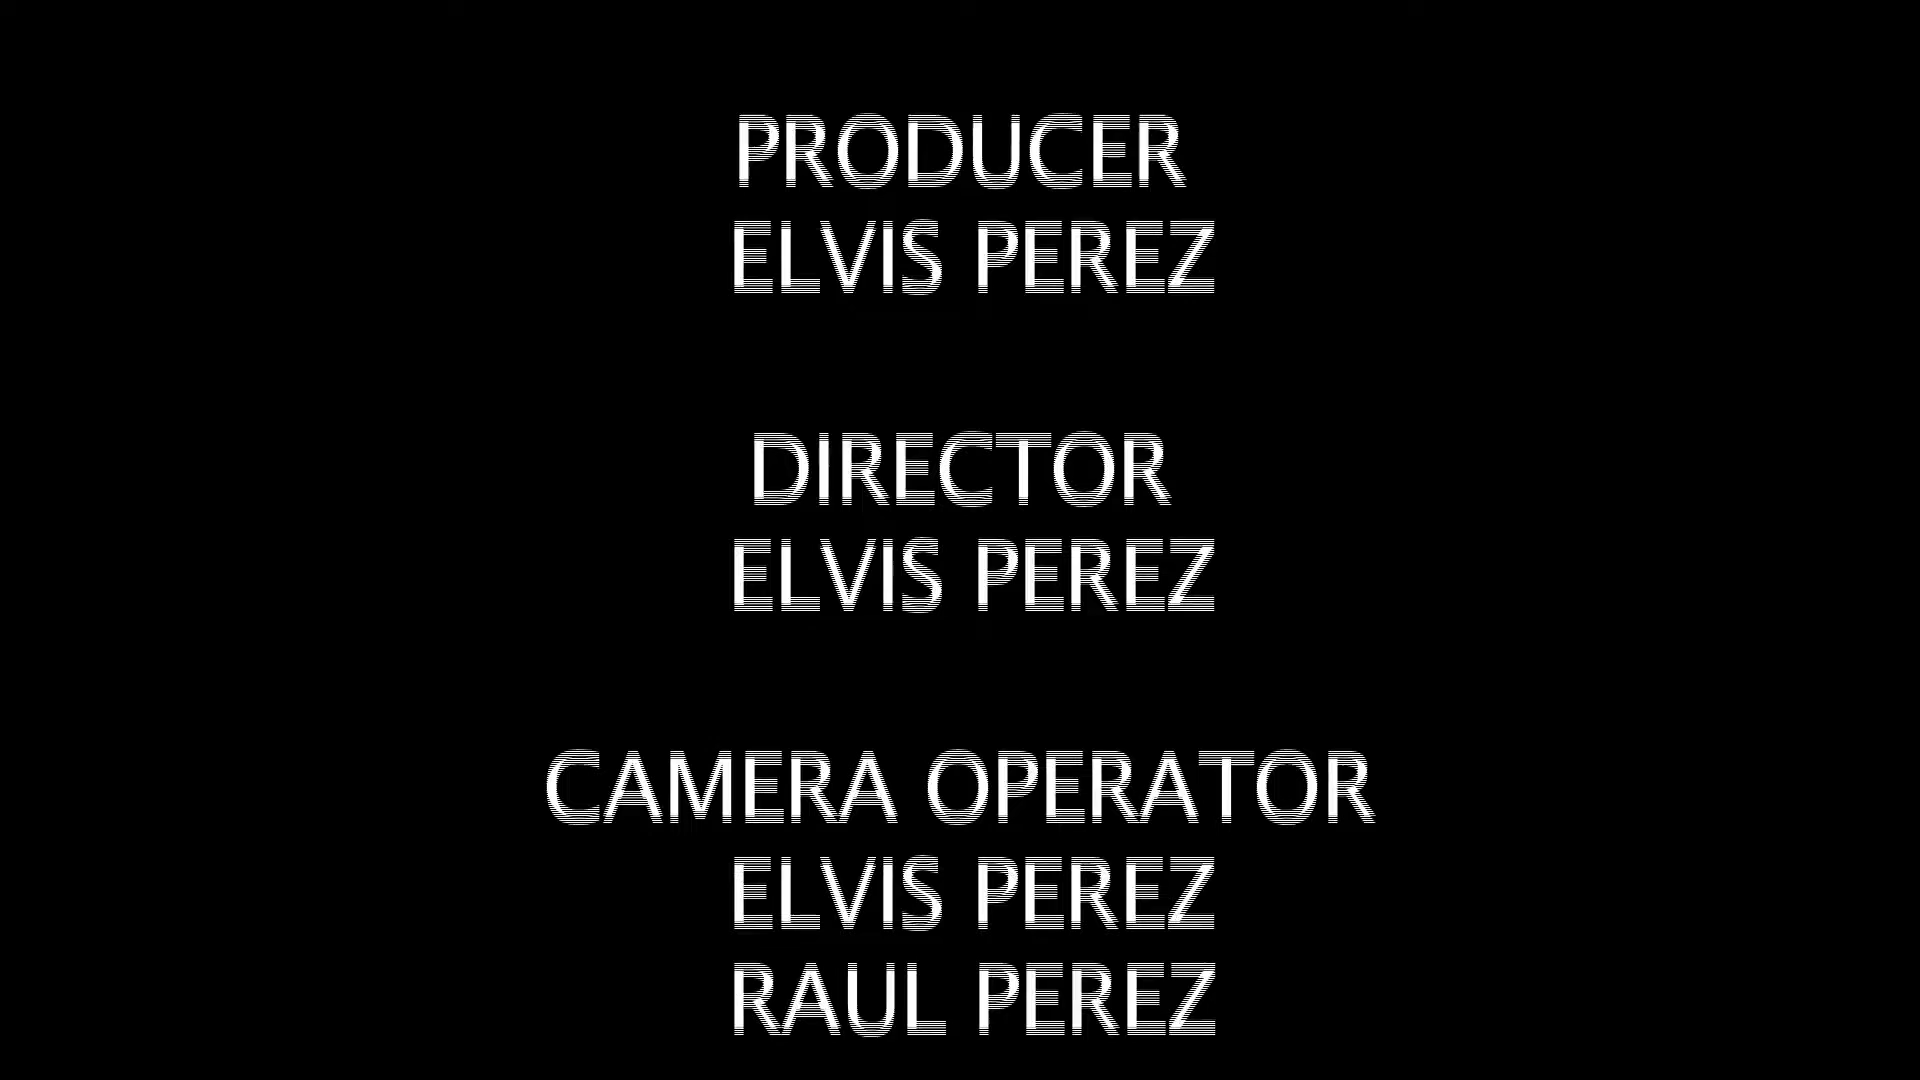 PRODUCER
ELVIS PEREZ
DIRECTOR
ELVIS PEREZ
CAMERA OPERATOR
ELVIS PEREZ
RAUL PEREZ